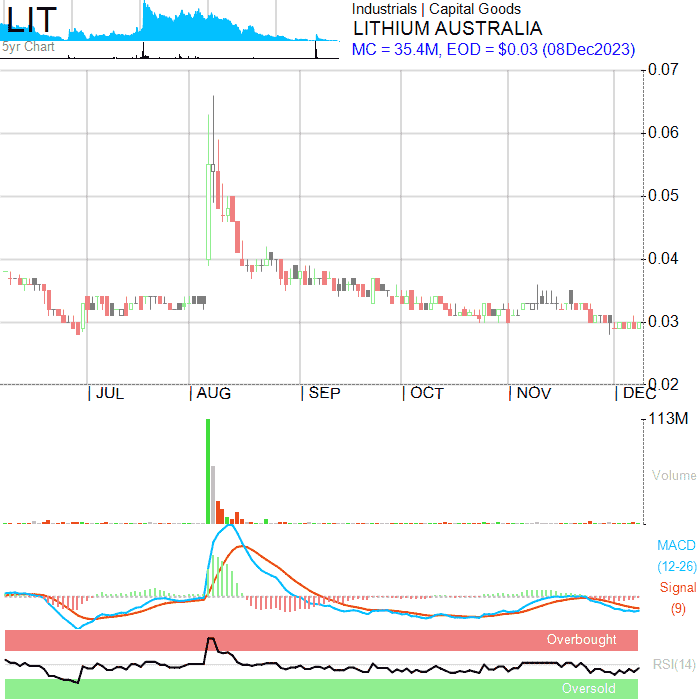 LIT
5yr Chart
Industrials | Capital Goods
LITHIUM AUSTRALIA
MC = 35.4M, EOD = $0.03 (08Dec2023)
0.07
0.06
0.05
0.04
0.03
0.02
JUL
AUG
SEP
OCT
NOV
DEC
113M
Volume
MACD
(12-26)
Signal
(9)
Overbought
RSI(14)
Oversold